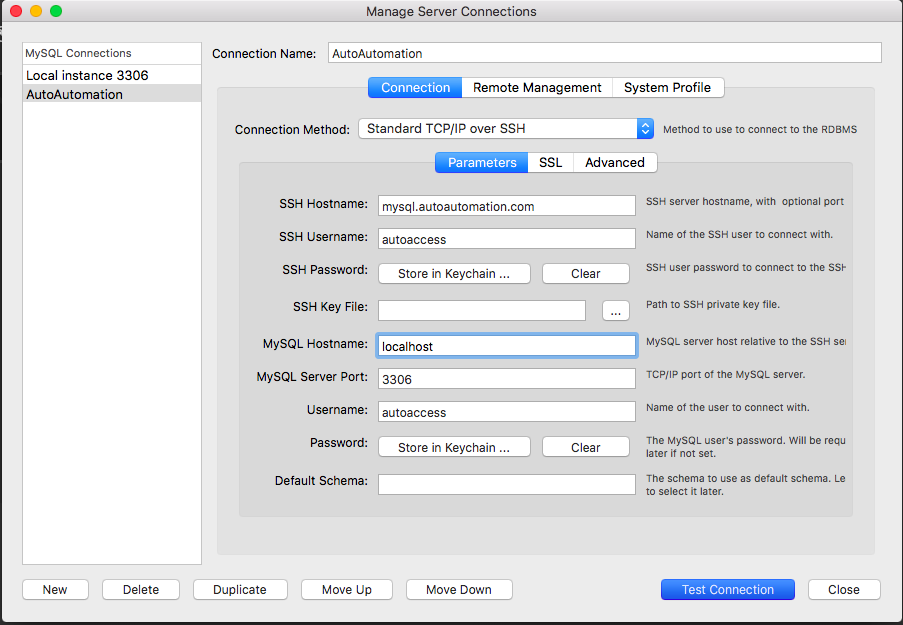 Manage Server Connections
MySQL Connections
Local instance 3306
AutoAutomation
Connection Name: AutoAutomation
Connection Remote Management System Profile
Connection Method: Standard TCP/IP over SSH Method to use to connect to the RDBMS
Parameters SSL Advanced
SSH Hostname: mysql.autoautomation.com SSH server hostname, with optional port
SSH Username: autoaccess Name of the SSH user to connect with.
SSH Password: Store in Keychain ... Clear SSH user password to connect to the SSH
SSH Key File: ... Path to SSH private key file.
MySQL Hostname: localhost MySQL server host relative to the SSH se
MySQL Server Port: 3306 TCP/IP port of the MySQL server.
Username: autoaccess Name of the user to connect with.
Password: Store in Keychain ... Clear The MySQL user's password. Will be requ
later if not set.
Default Schema: The schema to use as default schema. Le
to select it later.
New Delete Duplicate Move Up Move Down Test Connection Close